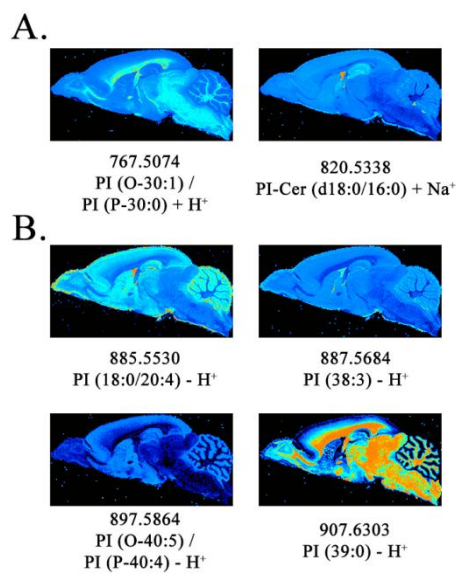 A.
767.5074
PI (O-30:1) /
PI (P-30:0) + H⁺
820.5338
PI-Cer (d18:0/16:0) + Na⁺
B.
885.5530
PI (18:0/20:4) - H⁺
887.5684
PI (38:3) - H⁺
897.5864
PI (O-40:5) /
PI (P-40:4) - H⁺
907.6303
PI (39:0) - H⁺